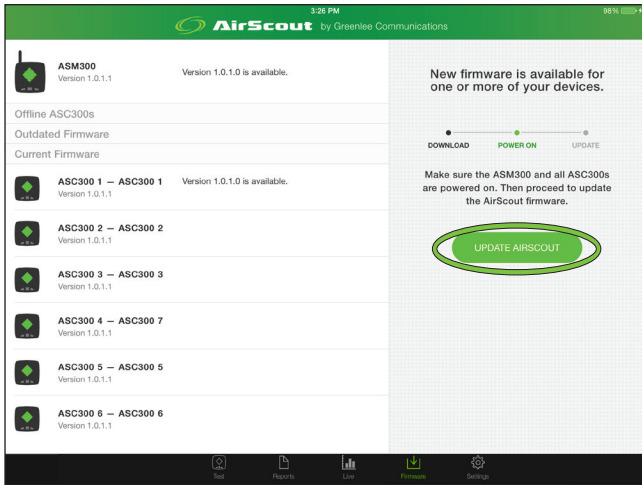 3:26 PM
98%
AirScout by Greenlee Communications
ASM300
Version 1.0.1.1
Version 1.0.1.0 is available.
Offline ASC300s
Outdated Firmware
Current Firmware
ASC300 1 — ASC300 1
Version 1.0.1.1
Version 1.0.1.0 is available.
ASC300 2 — ASC300 2
Version 1.0.1.1
ASC300 3 — ASC300 3
Version 1.0.1.1
ASC300 4 — ASC300 7
Version 1.0.1.1
ASC300 5 — ASC300 5
Version 1.0.1.1
ASC300 6 — ASC300 6
Version 1.0.1.1
New firmware is available for
one or more of your devices.
DOWNLOAD POWER ON UPDATE
Make sure the ASM300 and all ASC300s
are powered on. Then proceed to update
the AirScout firmware.
UPDATE AIRSCOUT
Test Reports Live Firmware Settings